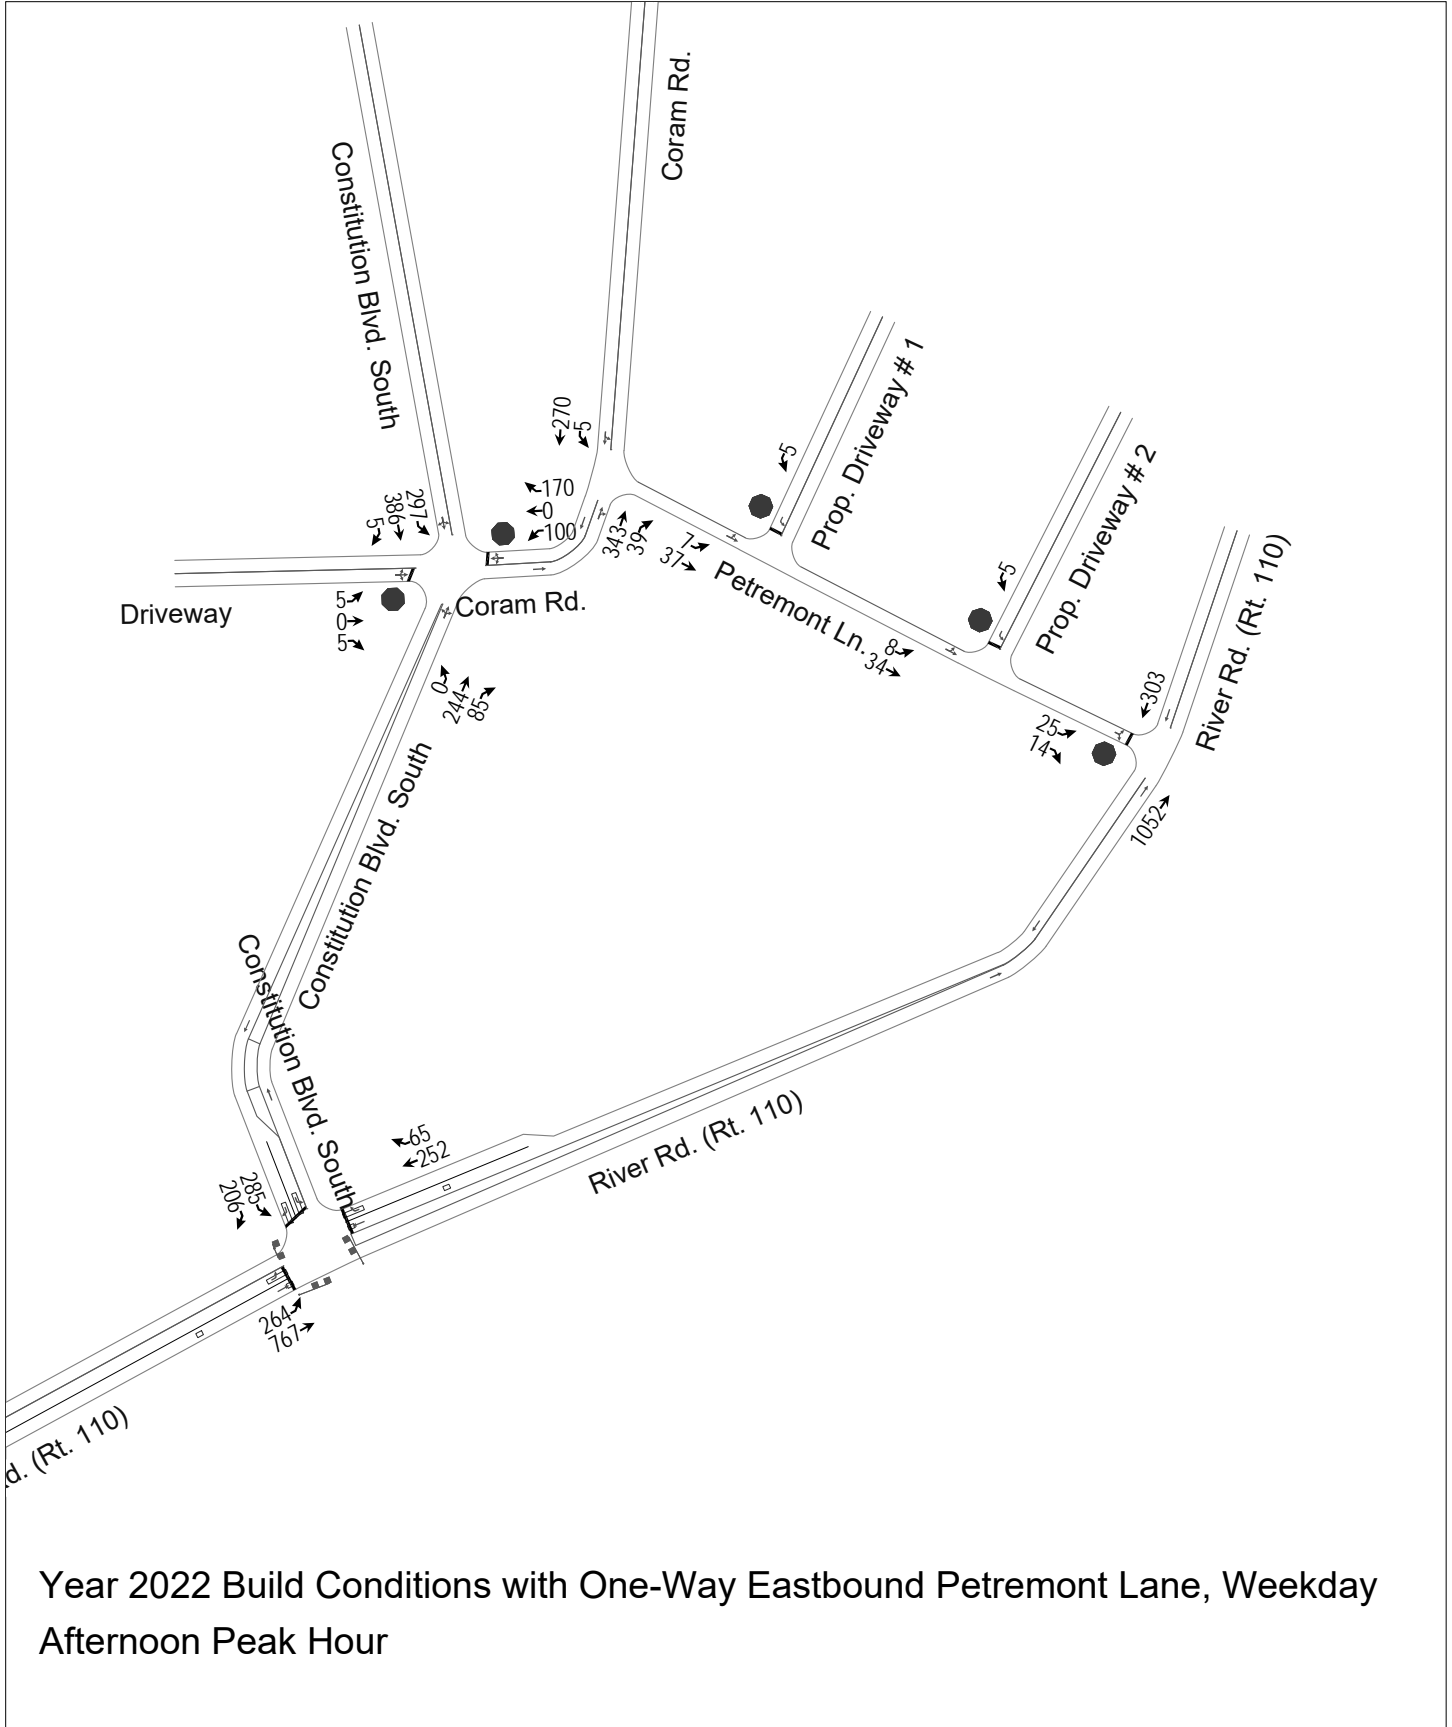 Coram Rd.
Constitution Blvd. South
Prop. Driveway # 1
Prop. Driveway # 2
River Rd. (Rt. 110)
270
5
5
170
0
100
297
386
5
343
39
7
37
5
Petremont Ln.
8
34
303
25
14
1052
5
0
5
Driveway
Coram Rd.
0
244
85
Constitution Blvd. South
Constitution Blvd. South
65
252
River Rd. (Rt. 110)
285
206
264
767
d. (Rt. 110)
Year 2022 Build Conditions with One-Way Eastbound Petremont Lane, Weekday
Afternoon Peak Hour